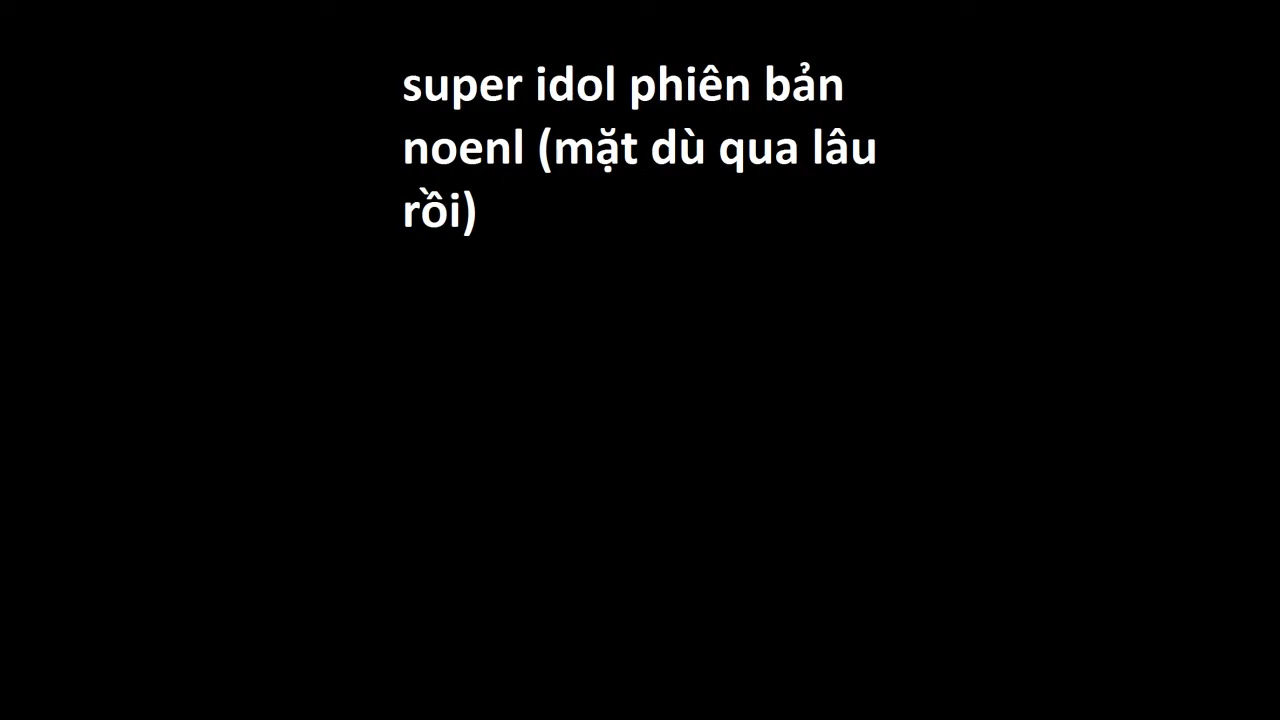 super idol phiên bản
noenl (mặt dù qua lâu
rồi)